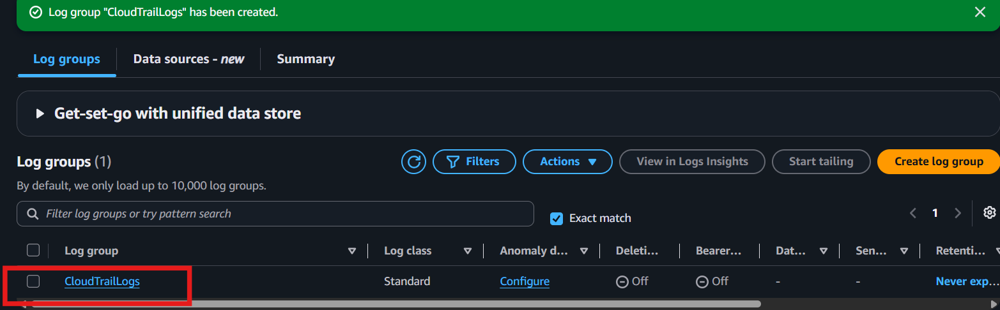 Log group "CloudTrailLogs" has been created.
Log groups Data sources - new Summary
Get-set-go with unified data store
Log groups (1) Filters Actions View in Logs Insights Start tailing Create log group
By default, we only load up to 10,000 log groups.
Filter log groups or try pattern search Exact match 1
Log group Log class Anomaly d... Deleti... Bearer... Dat... Sen... Retenti...
CloudTrailLogs Standard Configure Off Off - - Never exp...